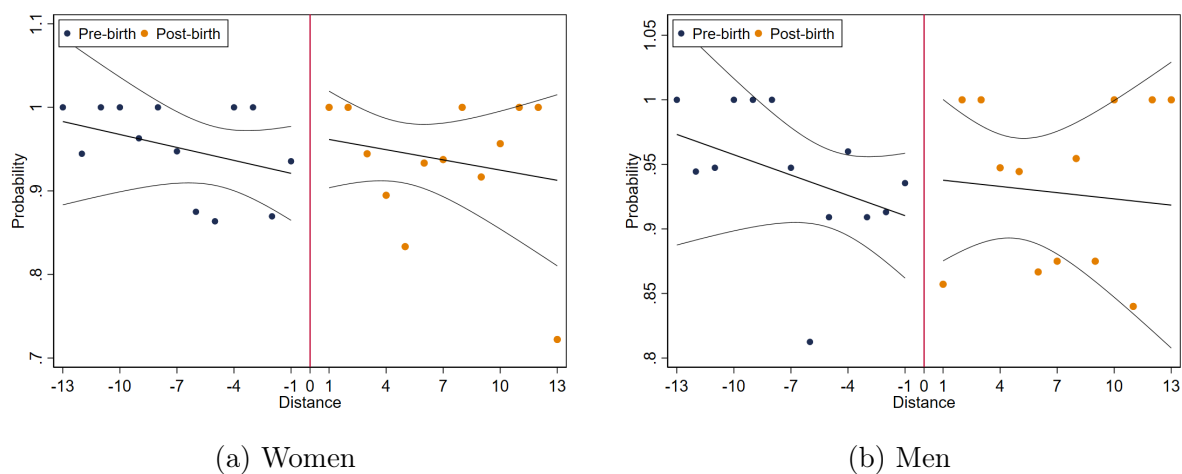 1.1
1
.9
.8
.7
Probability
Pre-birth Post-birth
-13 -10 -7 -4 -1 0 1 4 7 10 13
Distance
(a) Women
1.05
1
.95
.9
.85
.8
Probability
Pre-birth Post-birth
-13 -10 -7 -4 -1 0 1 4 7 10 13
Distance
(b) Men